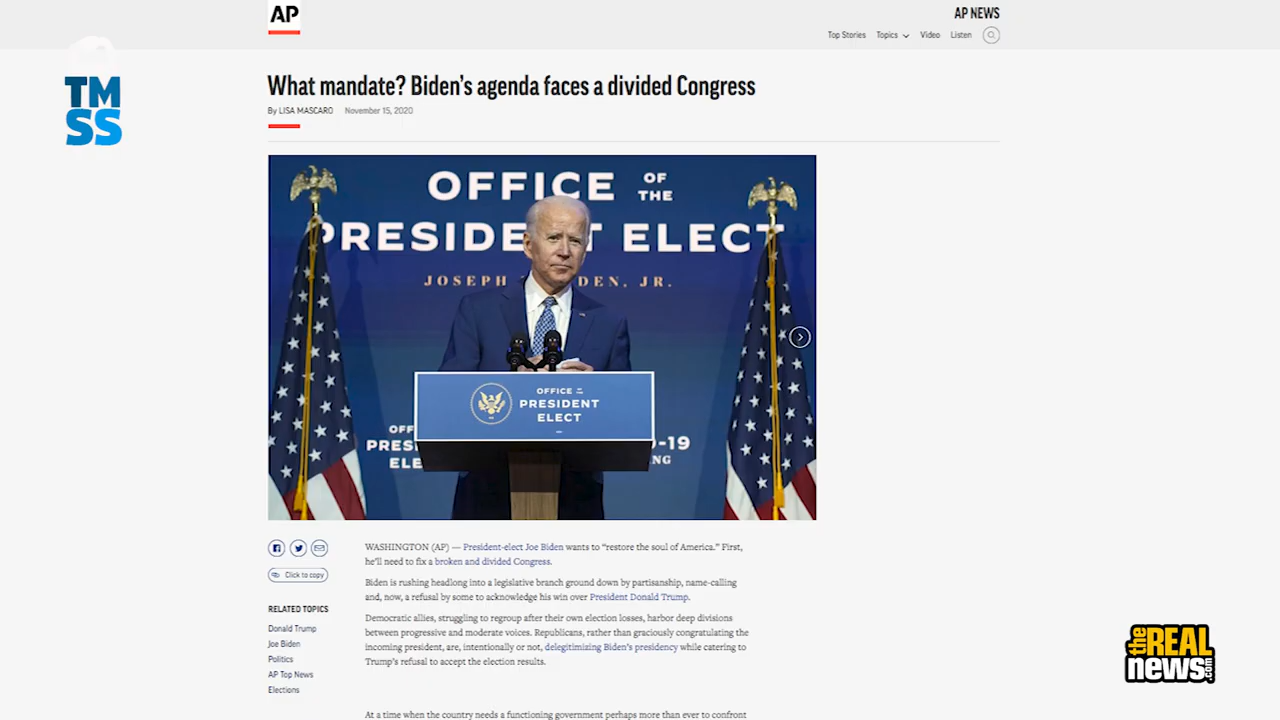 AP
AP NEWS
Top Stories Topics Video Listen
TM
SS
What mandate? Biden's agenda faces a divided Congress
By LISA MASCARO November 15, 2020
OFFICE OF THE
PRESIDENT ELECT
JOSEPH DEN, JR.
OFFICE OF
PRESIDENT
ELECT
OFF
PRES
ELE
-19
NG
Click to copy
RELATED TOPICS
Donald Trump
Joe Biden
Politics
AP Top News
Elections
WASHINGTON (AP) — President-elect Joe Biden wants to “restore the soul of America.” First,
he'll need to fix a broken and divided Congress.
Biden is rushing headlong into a legislative branch ground down by partisanship, name-calling
and, now, a refusal by some to acknowledge his win over President Donald Trump.
Democratic allies, struggling to regroup after their own election losses, harbor deep divisions
between progressive and moderate voices. Republicans, rather than graciously congratulating the
incoming president, are, intentionally or not, delegitimizing Biden's presidency while catering to
Trump's refusal to accept the election results.
At a time when the country needs a functioning government perhaps more than ever to confront
the REAL
news.com